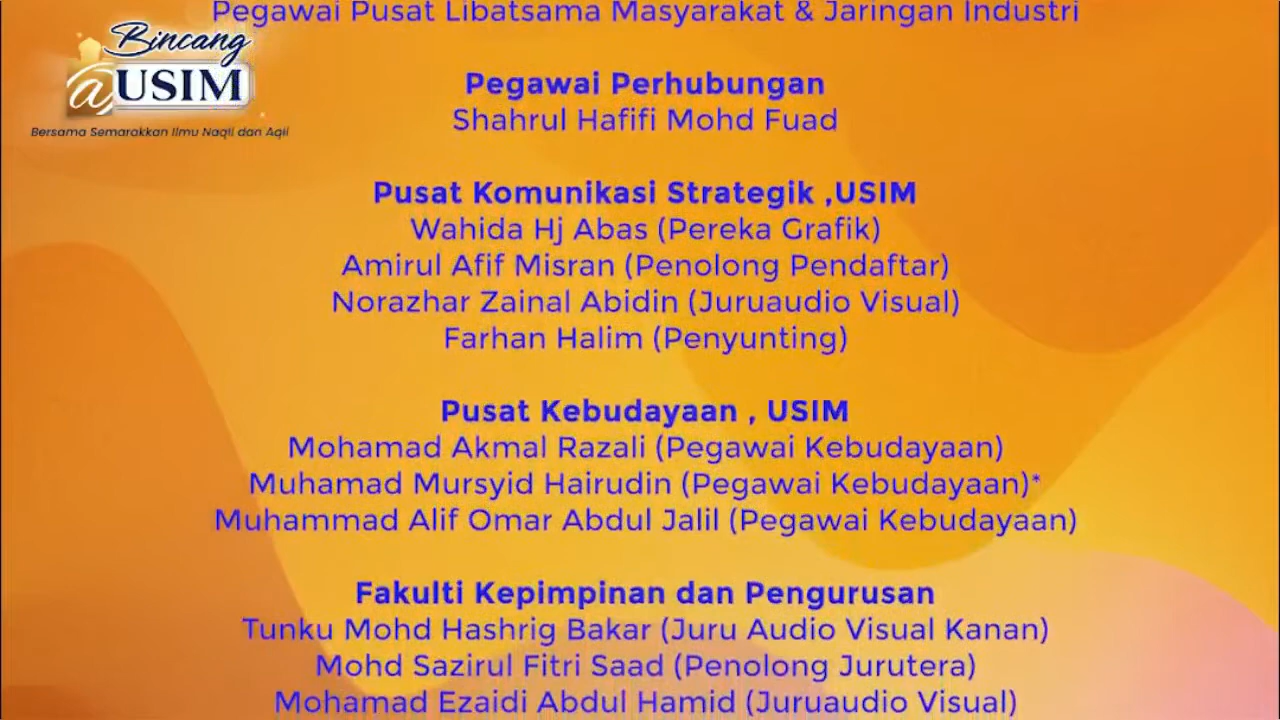 Pegawai Pusat Libatsama Masyarakat & Jaringan Industri
Bincang
@USIM
Bersama Semarakkan Ilmu Naqli dan Aqli
Pegawai Perhubungan
Shahrul Hafifi Mohd Fuad
Pusat Komunikasi Strategik ,USIM
Wahida Hj Abas (Pereka Grafik)
Amirul Afif Misran (Penolong Pendaftar)
Norazhar Zainal Abidin (Juruaudio Visual)
Farhan Halim (Penyunting)
Pusat Kebudayaan , USIM
Mohamad Akmal Razali (Pegawai Kebudayaan)
Muhamad Mursyid Hairudin (Pegawai Kebudayaan)*
Muhammad Alif Omar Abdul Jalil (Pegawai Kebudayaan)
Fakulti Kepimpinan dan Pengurusan
Tunku Mohd Hashrig Bakar (Juru Audio Visual Kanan)
Mohd Sazirul Fitri Saad (Penolong Jurutera)
Mohamad Ezaidi Abdul Hamid (Juruaudio Visual)